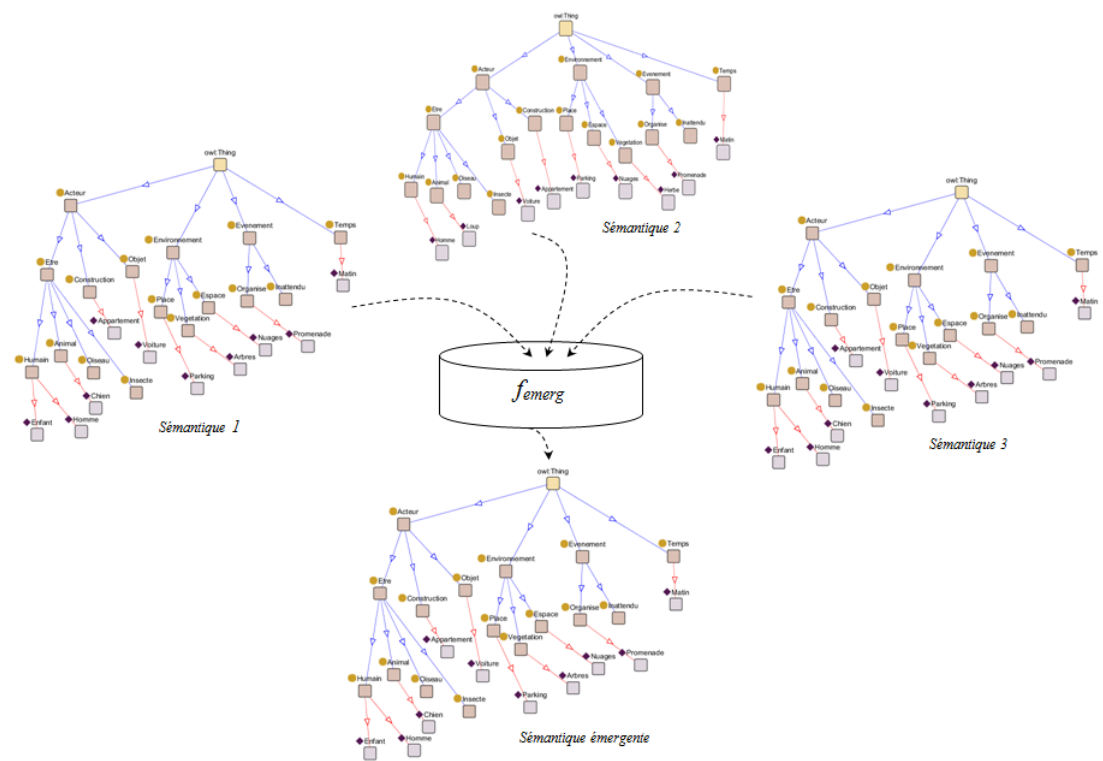 owl:Thing
Acteur
Environnement
Evenement
Temps
Etre
Construction
Objet
Place
Espace
Vegetation
Organise
Inattendu
Matin
Humain
Animal
Oiseau
Insecte
Voiture
Appartement
Parking
Nuages
Herbe
Promenade
Homme
Loup
Sémantique 2
owl:Thing
Acteur
Environnement
Evenement
Temps
Etre
Construction
Objet
Place
Vegetation
Espace
Organise
Inattendu
Matin
Appartement
Voiture
Nuages
Promenade
Humain
Animal
Oiseau
Insecte
Parking
Arbres
Chien
Enfant
Homme
Sémantique 1
owl:Thing
Acteur
Environnement
Evenement
Temps
Etre
Construction
Objet
Place
Vegetation
Espace
Organise
Inattendu
Matin
Appartement
Voiture
Nuages
Promenade
Humain
Animal
Oiseau
Insecte
Parking
Arbres
Chien
Enfant
Homme
Sémantique 3
femerg
owl:Thing
Acteur
Environnement
Evenement
Temps
Etre
Construction
Objet
Place
Vegetation
Espace
Organise
Inattendu
Matin
Appartement
Voiture
Nuages
Promenade
Humain
Animal
Oiseau
Insecte
Parking
Arbres
Chien
Enfant
Homme
Sémantique émergente